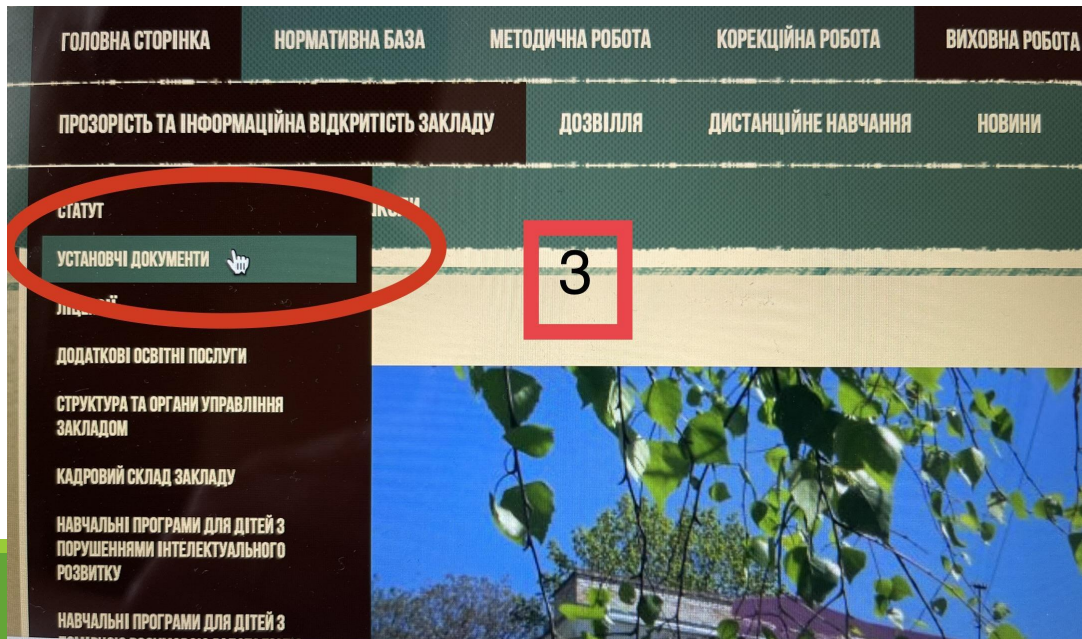 ГОЛОВНА СТОРІНКА НОРМАТИВНА БАЗА МЕТОДИЧНА РОБОТА КОРЕКЦІЙНА РОБОТА ВИХОВНА РОБОТА
ПРОЗОРІСТЬ ТА ІНФОРМАЦІЙНА ВІДКРИТІСТЬ ЗАКЛАДУ ДОЗВІЛЛЯ ДИСТАНЦІЙНЕ НАВЧАННЯ НОВИНИ
СТАТУТ
УСТАНОВЧІ ДОКУМЕНТИ
3
ДОДАТКОВІ ОСВІТНІ ПОСЛУГИ
СТРУКТУРА ТА ОРГАНИ УПРАВЛІННЯ
ЗАКЛАДОМ
КАДРОВИЙ СКЛАД ЗАКЛАДУ
НАВЧАЛЬНІ ПРОГРАМИ ДЛЯ ДІТЕЙ З
ПОРУШЕННЯМИ ІНТЕЛЕКТУАЛЬНОГО
РОЗВИТКУ
НАВЧАЛЬНІ ПРОГРАМИ ДЛЯ ДІТЕЙ З